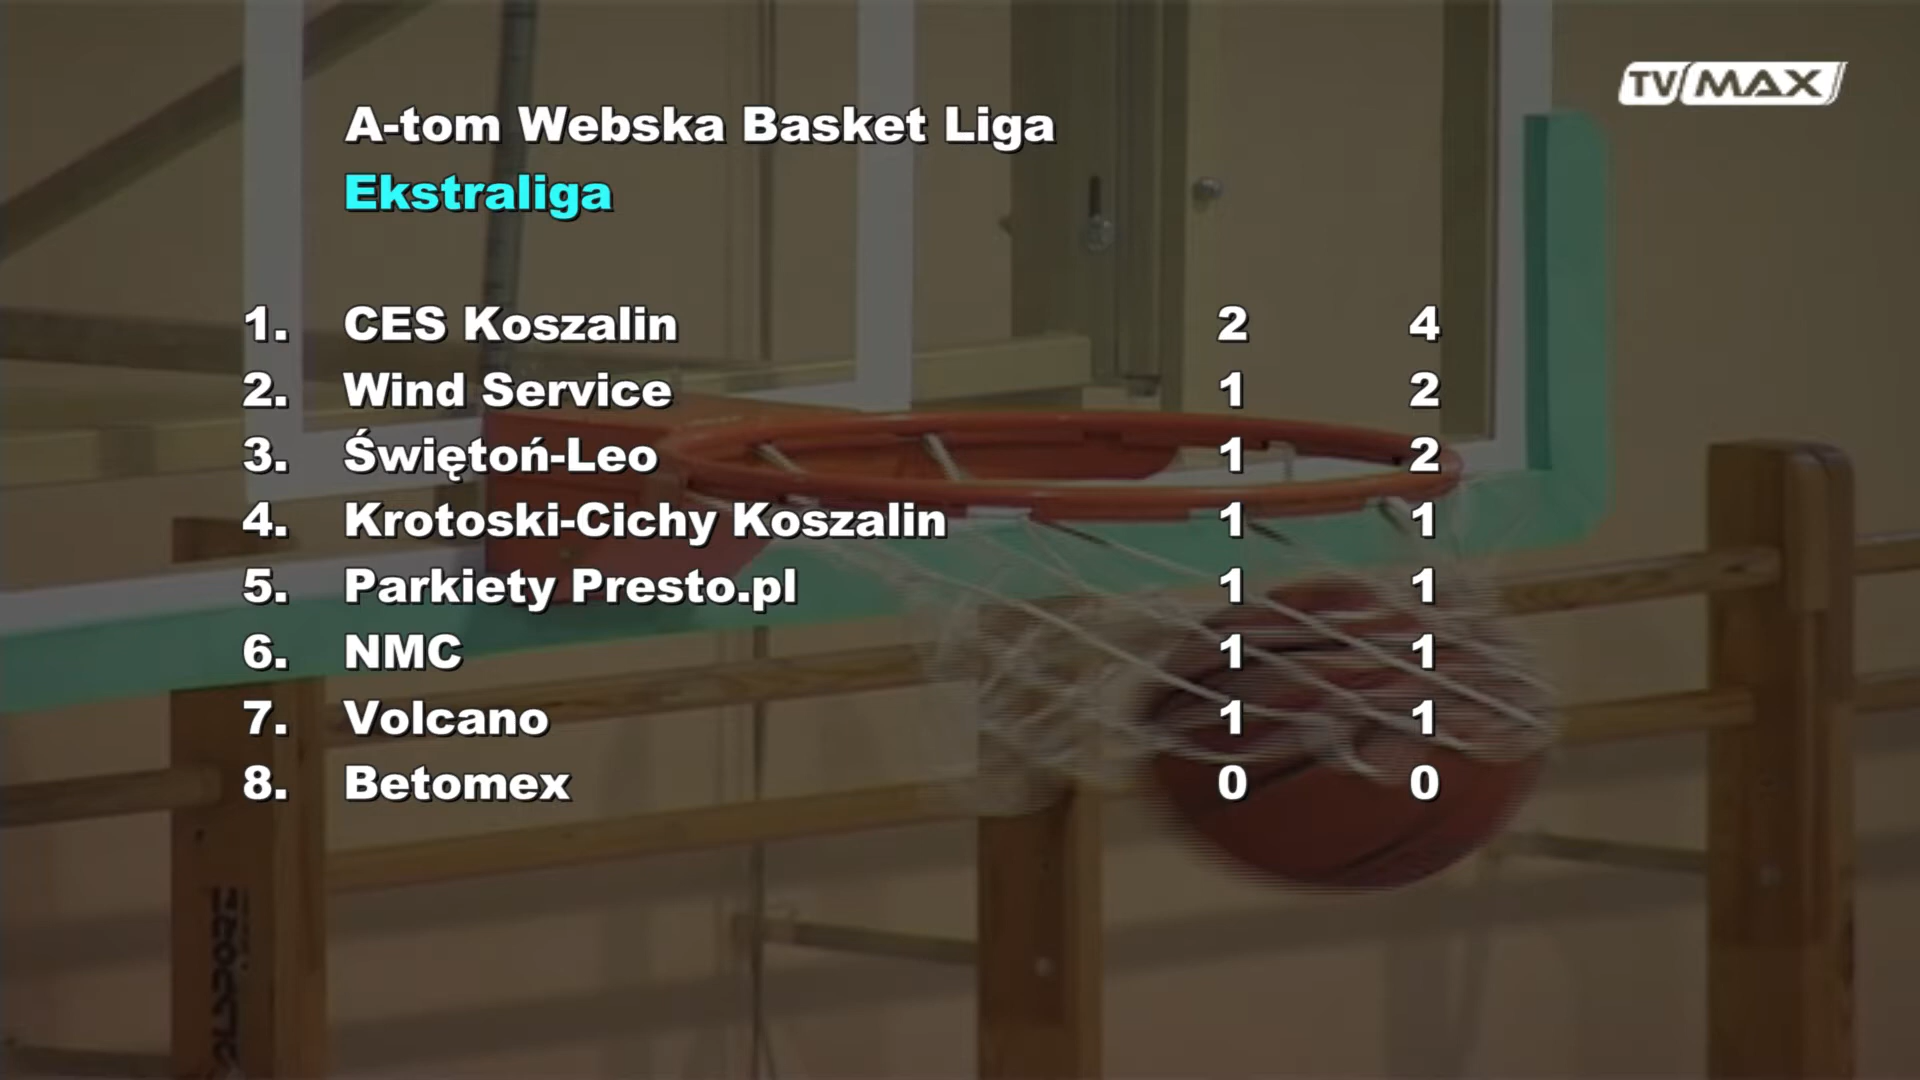 TV MAX
A-tom Webska Basket Liga
Ekstraliga
1. CES Koszalin 2 4
2. Wind Service 1 2
3. Świętoń-Leo 1 2
4. Krotoski-Cichy Koszalin 1 1
5. Parkiety Presto.pl 1 1
6. NMC 1 1
7. Volcano 1 1
8. Betomex 0 0